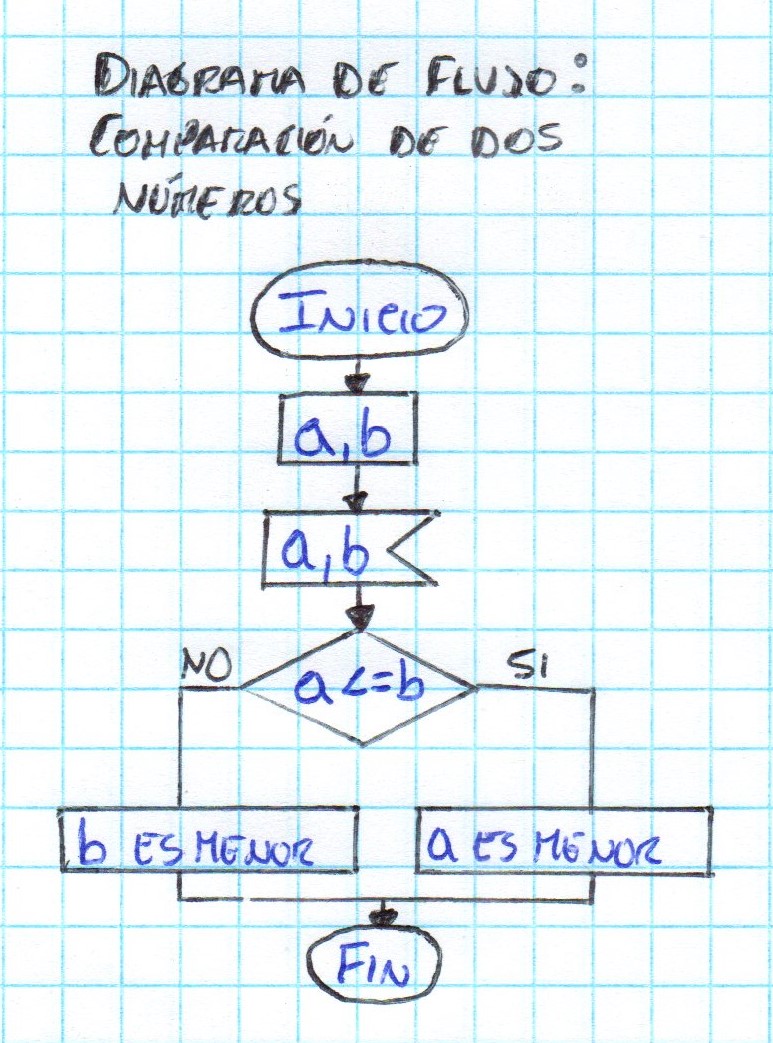 DIAGRAMA DE FLUJO:
COMPARACIÓN DE DOS
NÚMEROS
INICIO
a,b
a,b
NO
a<=b
SI
b ES MENOR
a ES MENOR
FIN